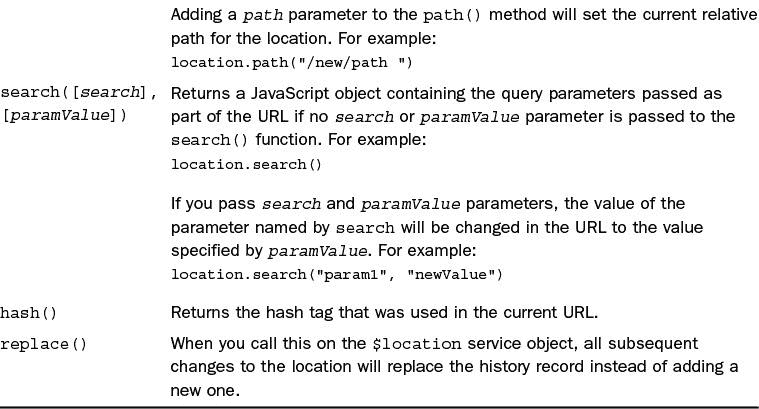 Adding a path parameter to the path() method will set the current relative
path for the location. For example:
location.path("/new/path ")
search([search], Returns a JavaScript object containing the query parameters passed as
[paramValue]) part of the URL if no search or paramValue parameter is passed to the
search() function. For example:
location.search()
If you pass search and paramValue parameters, the value of the
parameter named by search will be changed in the URL to the value
specified by paramValue. For example:
location.search("param1", "newValue")
hash() Returns the hash tag that was used in the current URL.
replace() When you call this on the $location service object, all subsequent
changes to the location will replace the history record instead of adding a
new one.